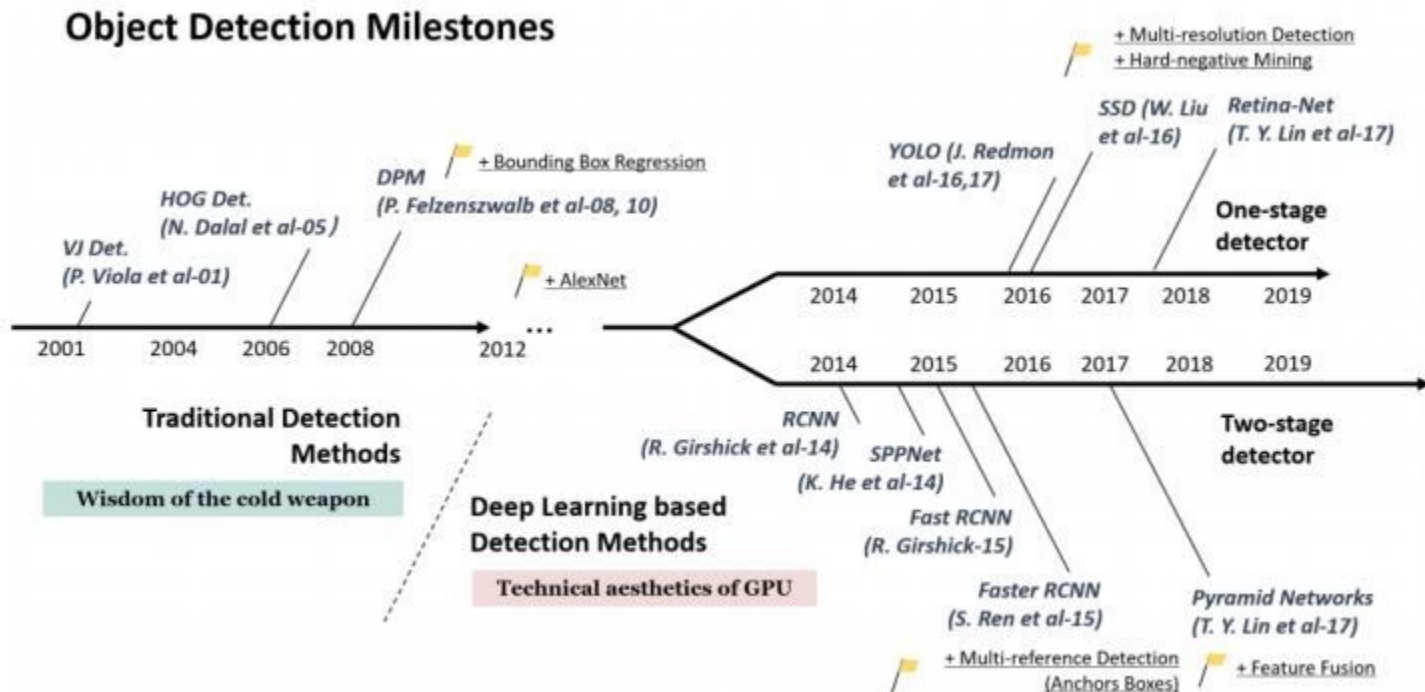 Object Detection Milestones
+ Multi-resolution Detection
+ Hard-negative Mining
SSD (W. Liu
et al-16)
Retina-Net
(T. Y. Lin et al-17)
YOLO (J. Redmon
et al-16,17)
+ Bounding Box Regression
DPM
(P. Felzenszwalb et al-08, 10)
HOG Det.
(N. Dalal et al-05)
VJ Det.
(P. Viola et al-01)
+ AlexNet
One-stage
detector
2014 2015 2016 2017 2018 2019
2001 2004 2006 2008 2012
...
2014 2015 2016 2017 2018 2019
Traditional Detection
Methods
Wisdom of the cold weapon
Deep Learning based
Detection Methods
Technical aesthetics of GPU
RCNN
(R. Girshick et al-14)
SPPNet
(K. He et al-14)
Fast RCNN
(R. Girshick-15)
Faster RCNN
(S. Ren et al-15)
Two-stage
detector
Pyramid Networks
(T. Y. Lin et al-17)
+ Multi-reference Detection
(Anchors Boxes)
+ Feature Fusion